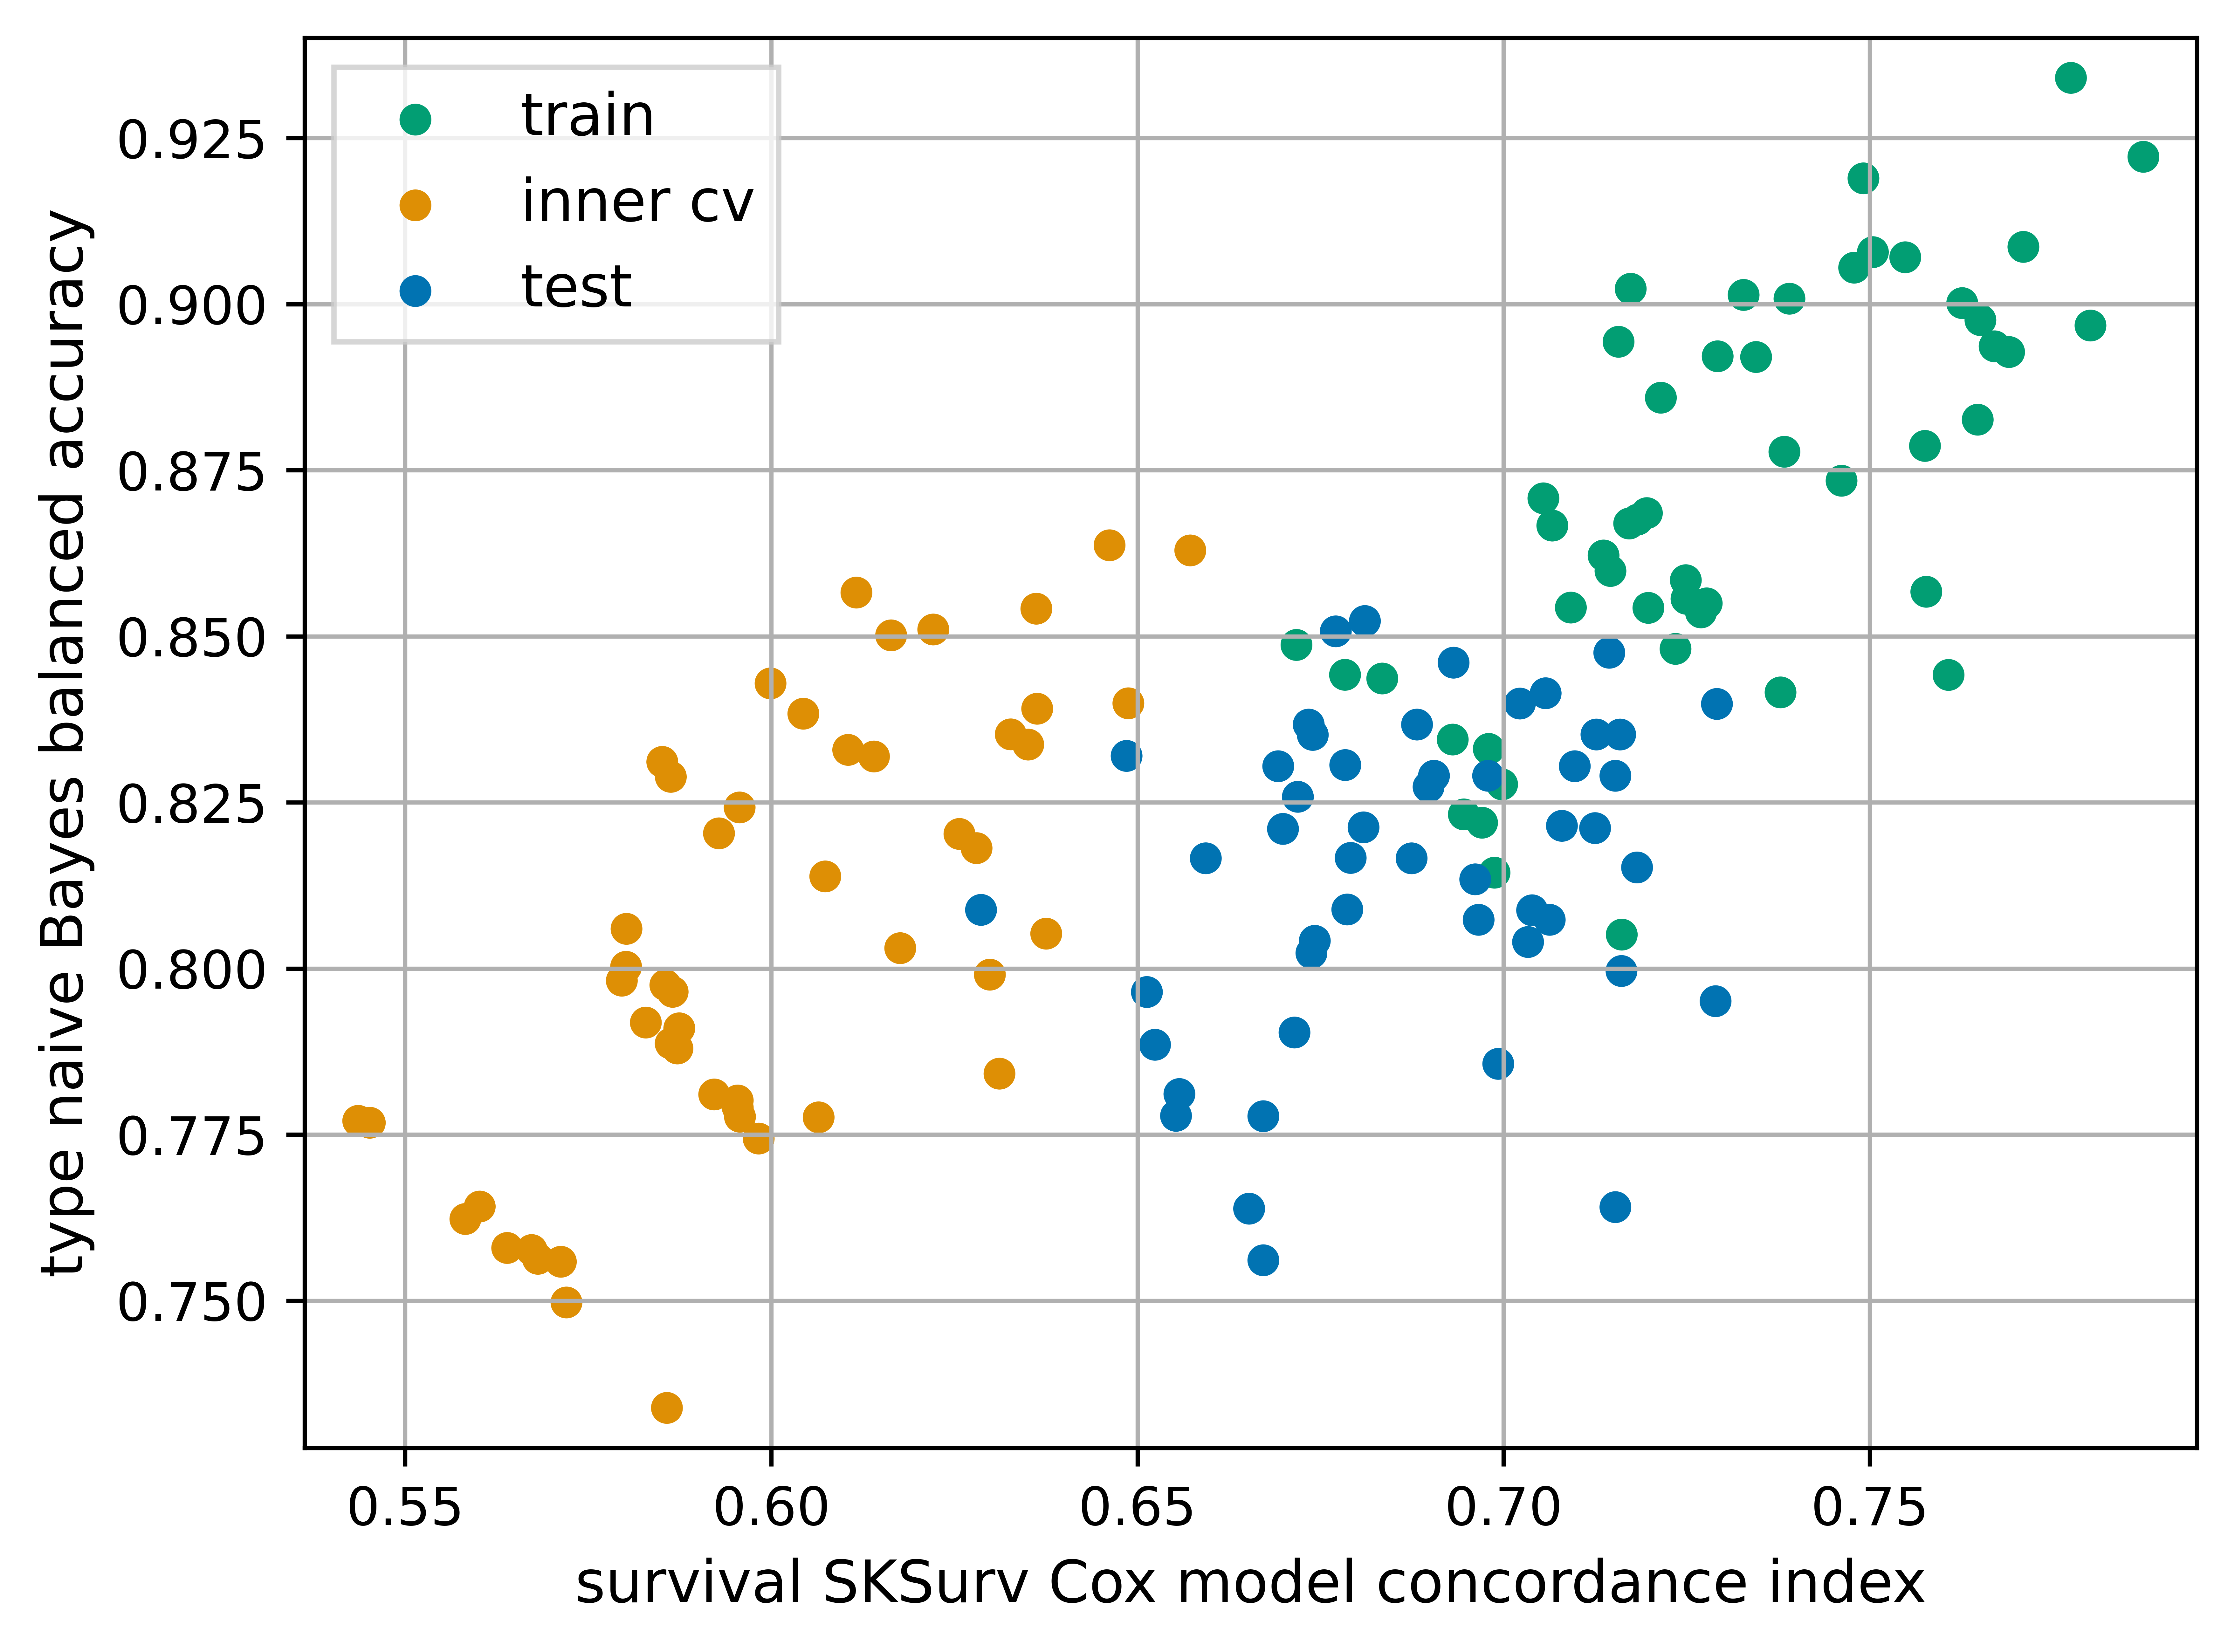 train
inner cv
test
type naive Bayes balanced accuracy
0.925
0.900
0.875
0.850
0.825
0.800
0.775
0.750
0.55 0.60 0.65 0.70 0.75
survival SKSurv Cox model concordance index